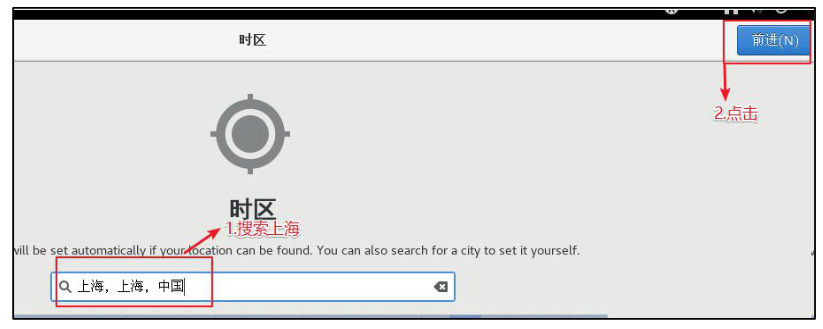 时区
前进(N)
2.点击
时区
1.搜索上海
will be set automatically if your location can be found. You can also search for a city to set it yourself.
上海，上海，中国